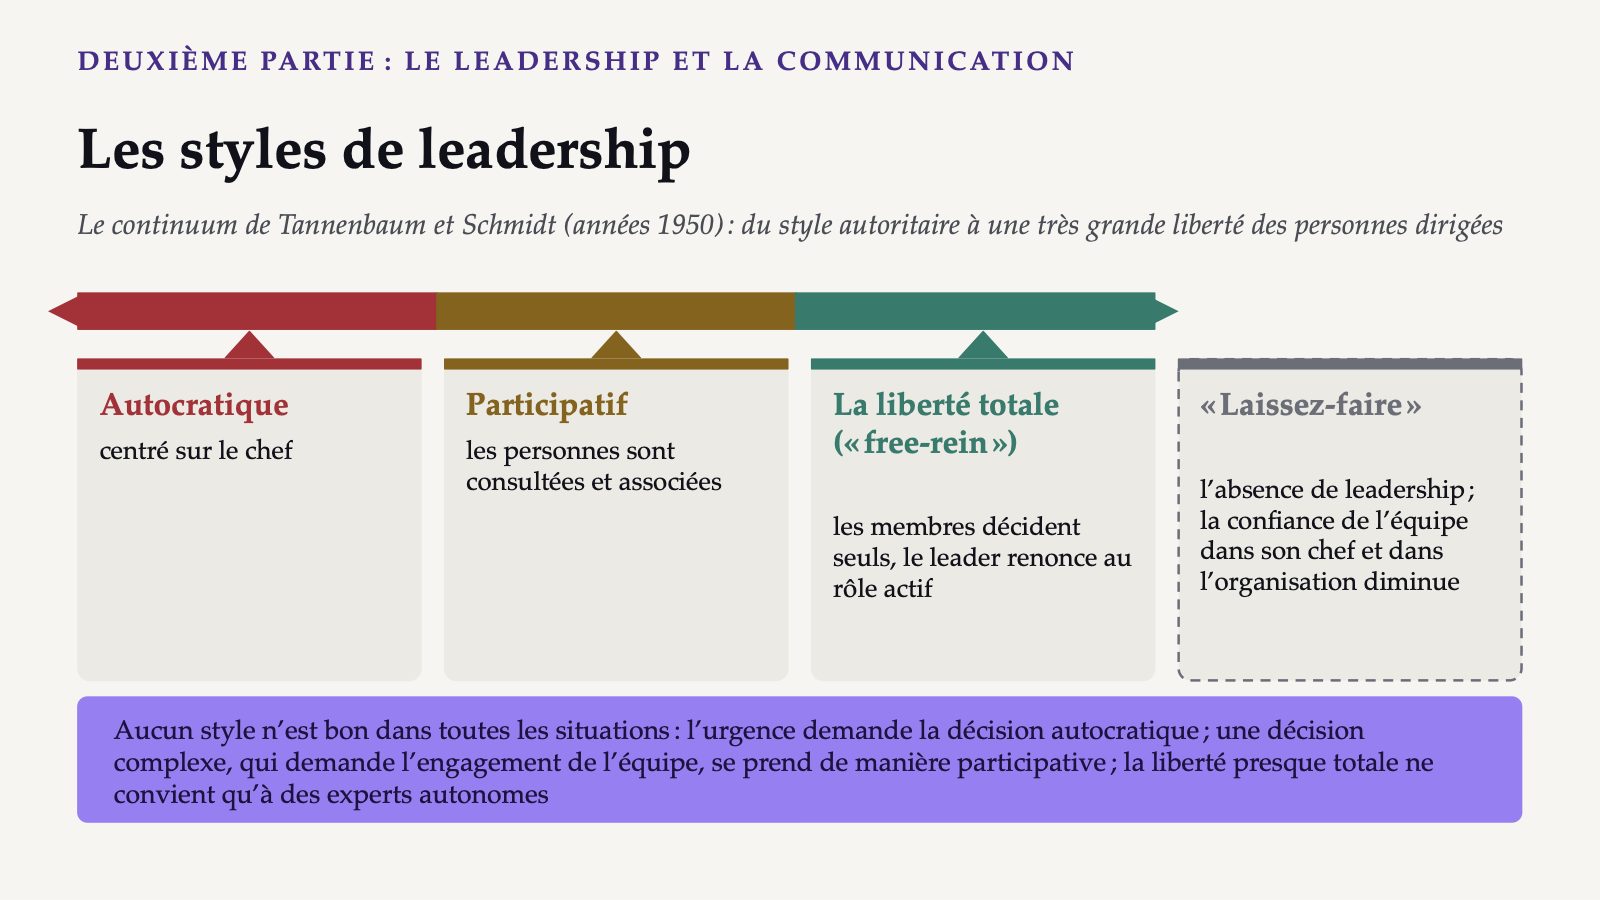 DEUXIÈME PARTIE : LE LEADERSHIP ET LA COMMUNICATION
Les styles de leadership
Le continuum de Tannenbaum et Schmidt (années 1950) : du style autoritaire à une très grande liberté des personnes dirigées
Autocratique
centré sur le chef
Participatif
les personnes sont
consultées et associées
La liberté totale
(« free-rein »)
les membres décident
seuls, le leader renonce au
rôle actif
« Laissez-faire »
l’absence de leadership ;
la confiance de l’équipe
dans son chef et dans
l’organisation diminue
Aucun style n’est bon dans toutes les situations : l’urgence demande la décision autocratique ; une décision
complexe, qui demande l’engagement de l’équipe, se prend de manière participative ; la liberté presque totale ne
convient qu’à des experts autonomes